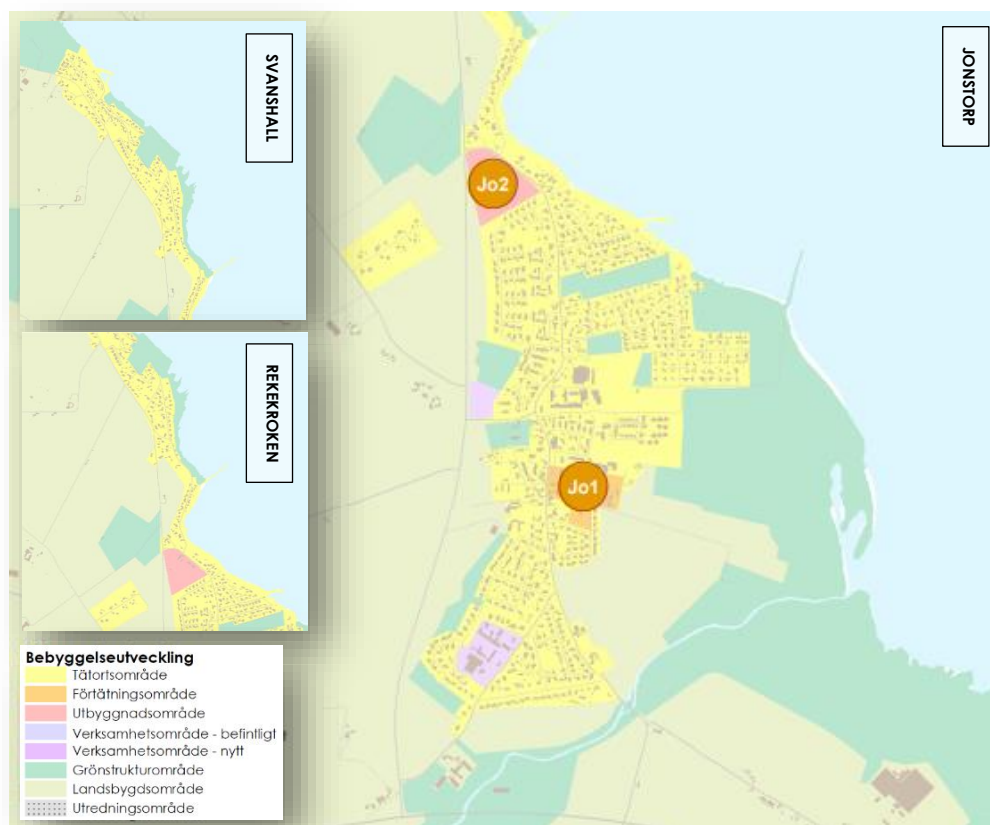 SVANSHALL
JONSTORP
Jo2
REKEKROKEN
Jo1
Bebyggelseutveckling
Tätortsområde
Förtätningsområde
Utbyggnadsområde
Verksamhetsområde - befintligt
Verksamhetsområde - nytt
Grönstrukturområde
Landsbygdsområde
Utredningsområde